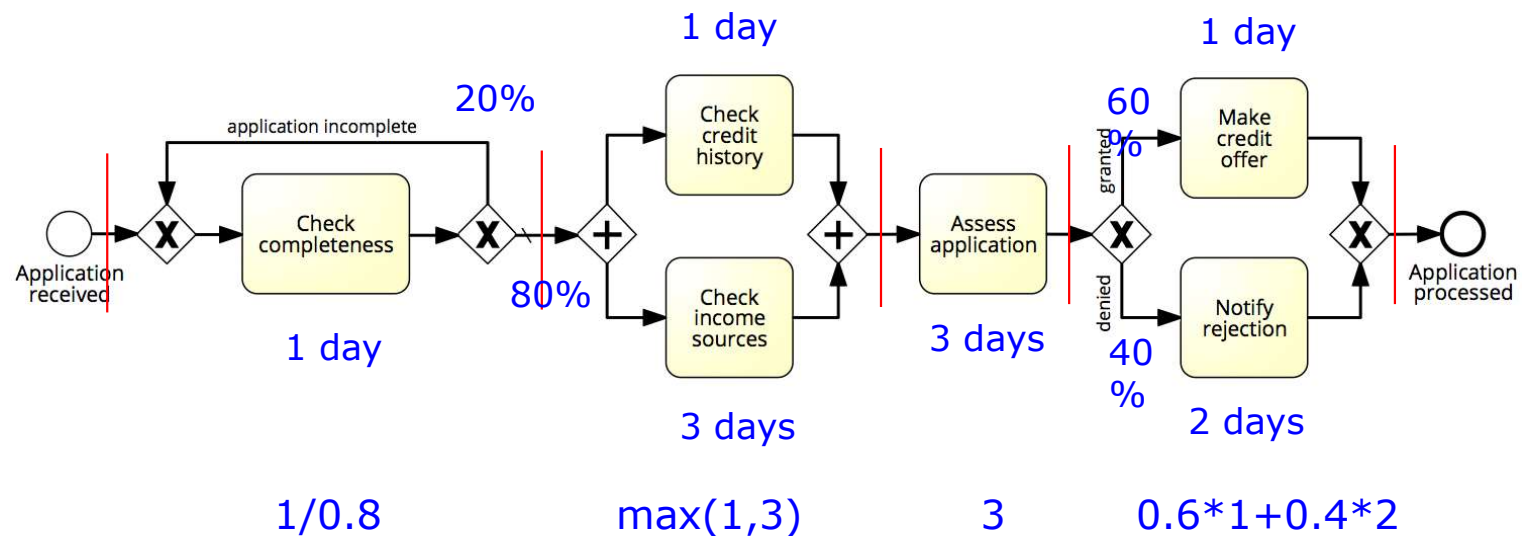 1 day
1 day
20%
60
%
application incomplete
Check
credit
history
Make
credit
offer
granted
X
Check
completeness
X
+
+
Assess
application
X
X
Application
received
Application
processed
80%
Check
income
sources
denied
Notify
rejection
1 day
3 days
40
%
3 days
2 days
1/0.8
max(1,3)
3
0.6*1+0.4*2